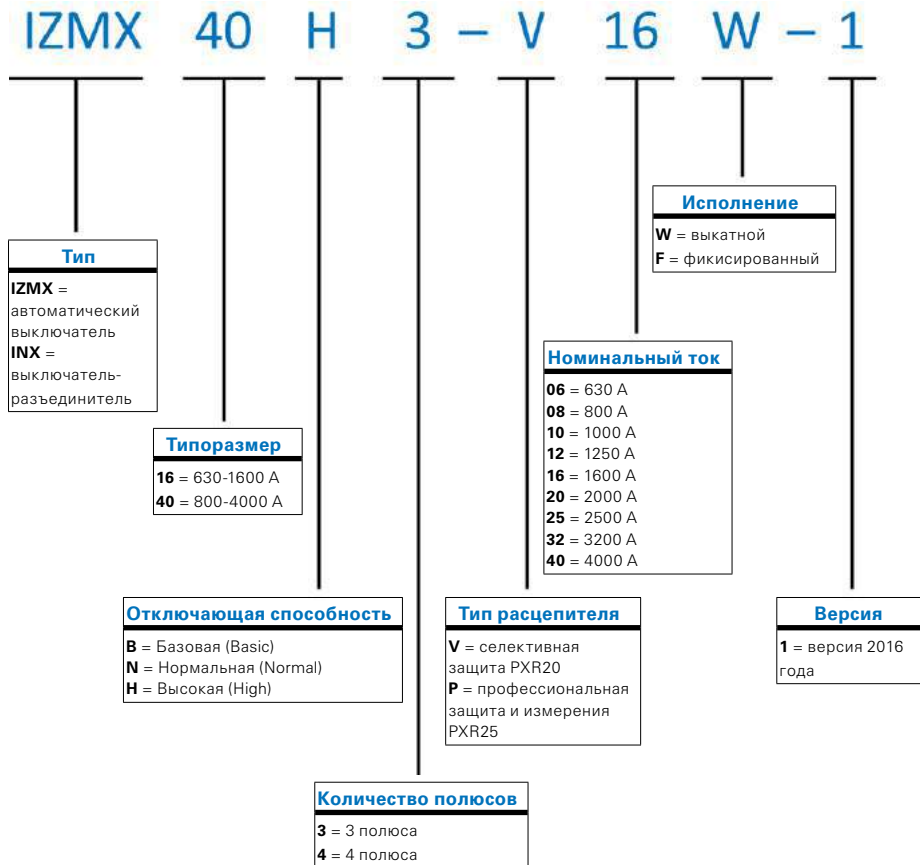 IZMX 40 H 3 – V 16 W – 1
Исполнение
W = выкатной
F = фикисированный
Тип
IZMX =
автоматический
выключатель
INX =
выключатель-
разъединитель
Номинальный ток
06 = 630 А
08 = 800 А
10 = 1000 А
12 = 1250 А
16 = 1600 А
20 = 2000 А
25 = 2500 А
32 = 3200 А
40 = 4000 А
Типоразмер
16 = 630-1600 А
40 = 800-4000 А
Отключающая способность
B = Базовая (Basic)
N = Нормальная (Normal)
H = Высокая (High)
Тип расцепителя
V = селективная
защита PXR20
P = профессиональная
защита и измерения
PXR25
Версия
1 = версия 2016
года
Количество полюсов
3 = 3 полюса
4 = 4 полюса